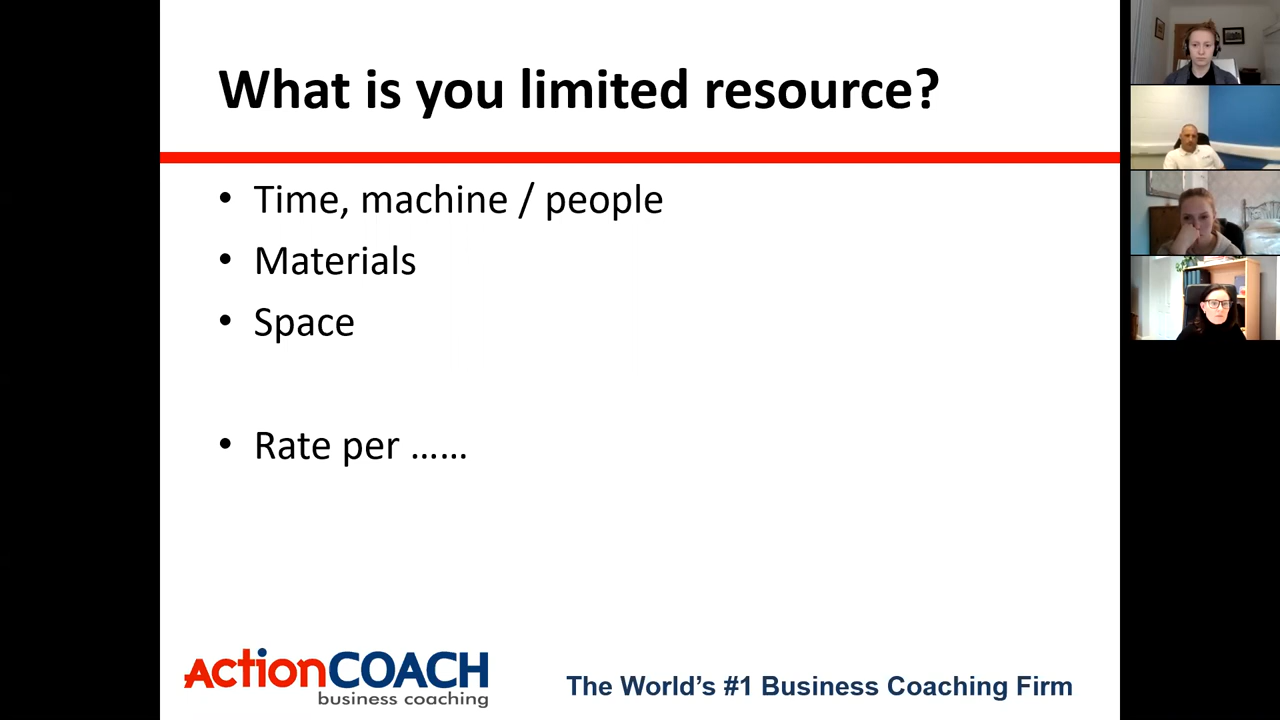 What is you limited resource?
• Time, machine / people
• Materials
• Space
• Rate per ......
ActionCOACH
business coaching
The World's #1 Business Coaching Firm